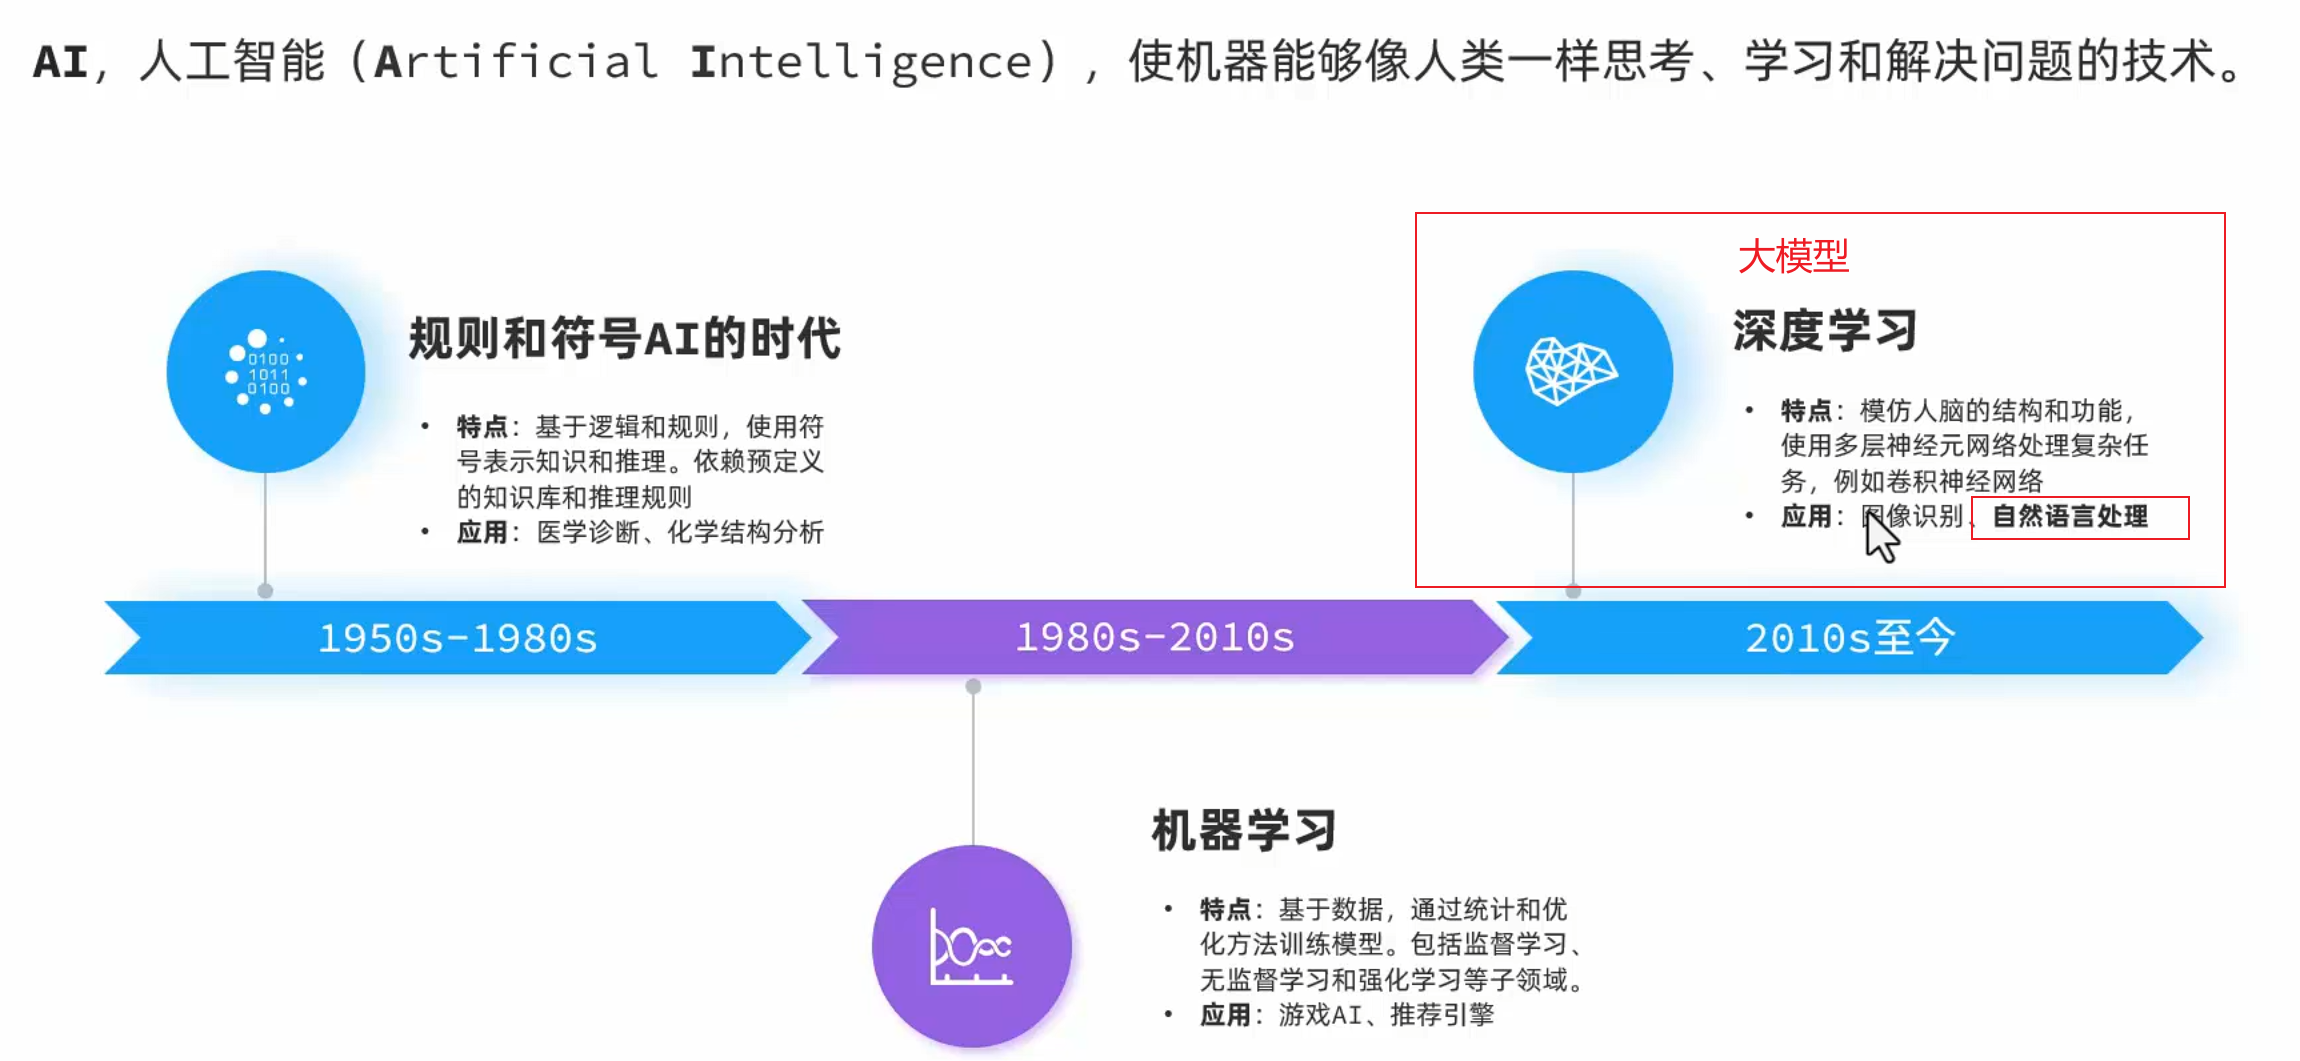 AI，人工智能（Artificial Intelligence），使机器能够像人类一样思考、学习和解决问题的技术。
0100
1011
0100
规则和符号AI的时代
• 特点：基于逻辑和规则，使用符
号表示知识和推理。依赖预定义
的知识库和推理规则
• 应用：医学诊断、化学结构分析
大模型
深度学习
• 特点：模仿人脑的结构和功能，
使用多层神经元网络处理复杂任
务，例如卷积神经网络
• 应用：图像识别、自然语言处理
1950s-1980s
1980s-2010s
2010s至今
机器学习
• 特点：基于数据，通过统计和优
化方法训练模型。包括监督学习、
无监督学习和强化学习等子领域。
• 应用：游戏AI、推荐引擎